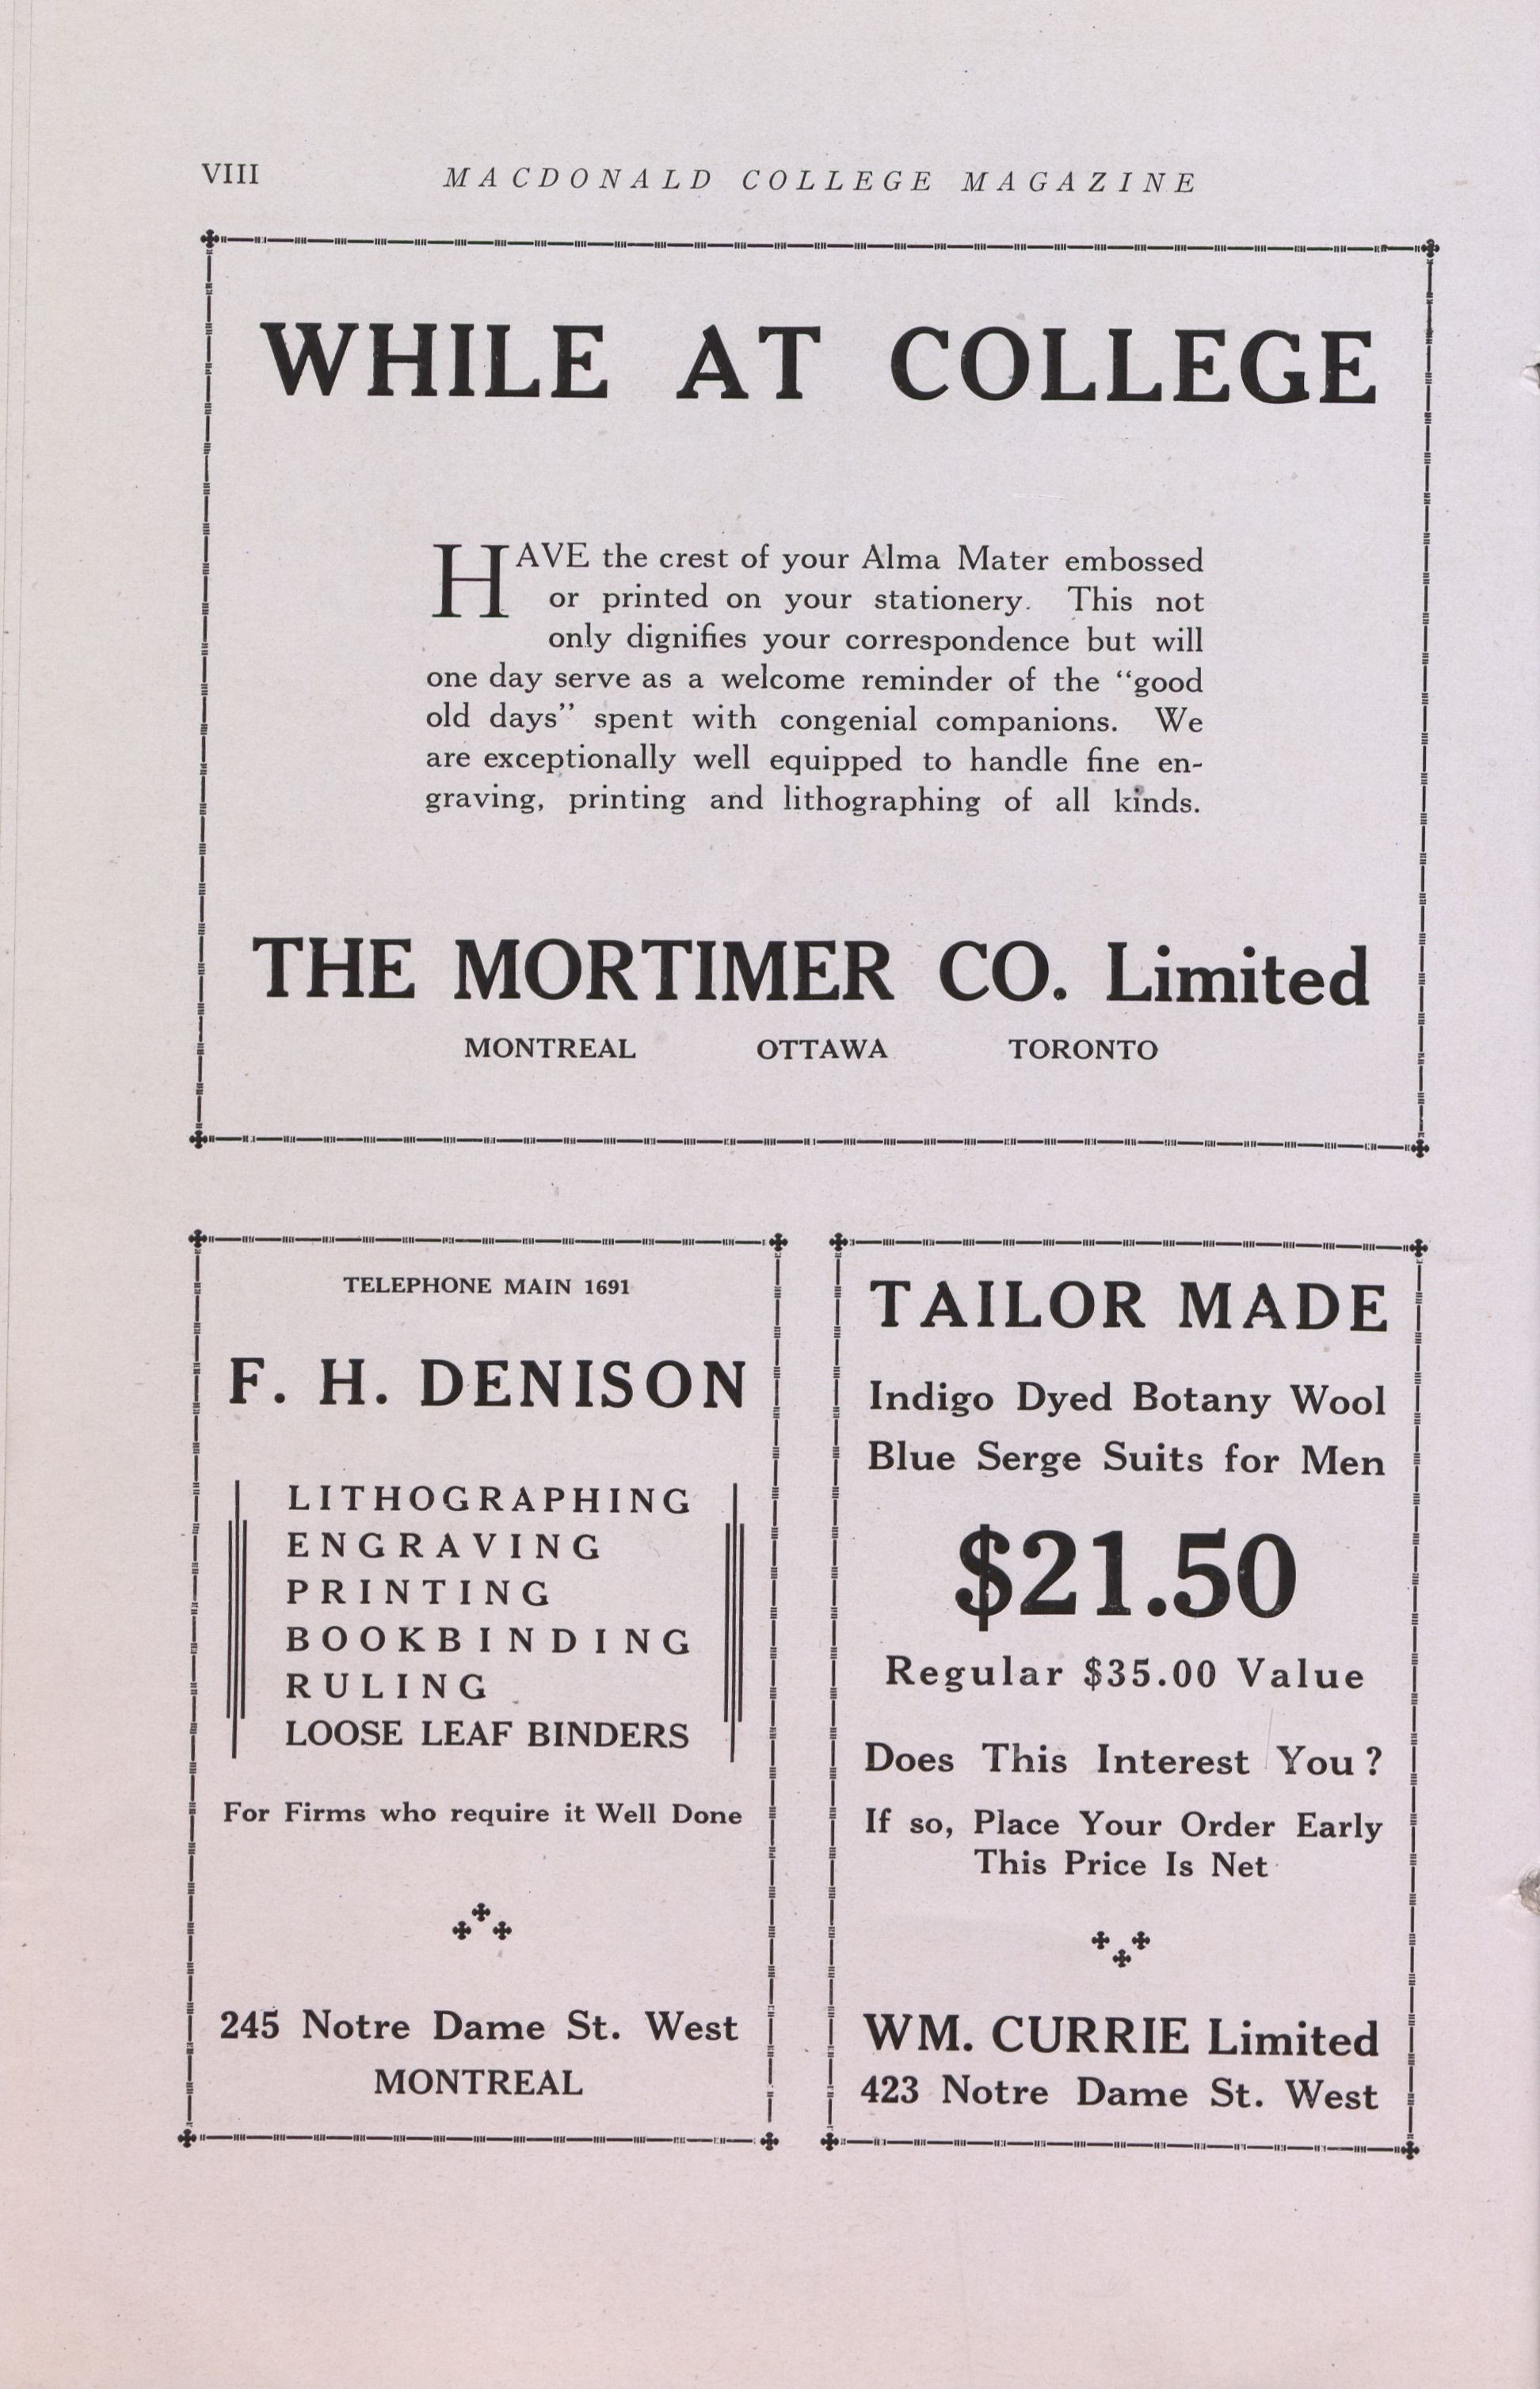 VIII
MACDONALD COLLEGE MAGAZINE
WHILE AT COLLEGE
HAVE the crest of your Alma Mater embossed
or printed on your stationery. This not
only dignifies your correspondence but will
one day serve as a welcome reminder of the “good
old days” spent with congenial companions. We
are exceptionally well equipped to handle fine en-
graving, printing and lithographing of all kinds.
THE MORTIMER CO. Limited
MONTREAL OTTAWA TORONTO
TELEPHONE MAIN 1691
F. H. DENISON
LITHOGRAPHING
ENGRAVING
PRINTING
BOOKBINDING
RULING
LOOSE LEAF BINDERS
For Firms who require it Well Done
245 Notre Dame St. West
MONTREAL
TAILOR MADE
Indigo Dyed Botany Wool
Blue Serge Suits for Men
$21.50
Regular $35.00 Value
Does This Interest You?
If so, Place Your Order Early
This Price Is Net
WM. CURRIE Limited
423 Notre Dame St. West